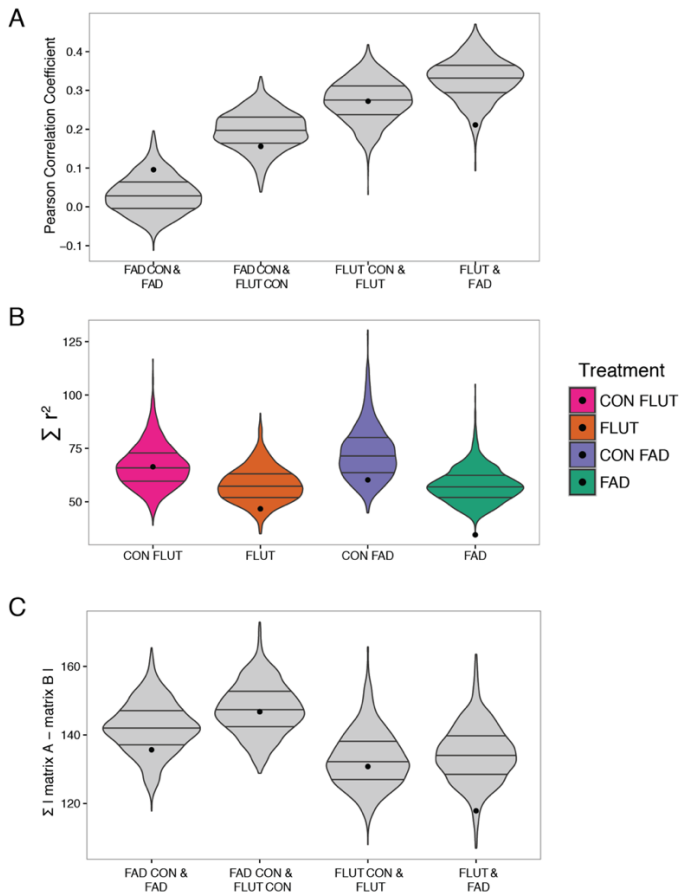 A
Pearson Correlation Coefficient
0.4
0.3
0.2
0.1
0.0
−0.1
FAD CON &
FAD
FAD CON &
FLUT CON
FLUT CON &
FLUT
FLUT &
FAD
B
Σ r²
125
100
75
50
CON FLUT
FLUT
CON FAD
FAD
Treatment
CON FLUT
FLUT
CON FAD
FAD
C
Σ | matrix A − matrix B |
160
140
120
FAD CON &
FAD
FAD CON &
FLUT CON
FLUT CON &
FLUT
FLUT &
FAD